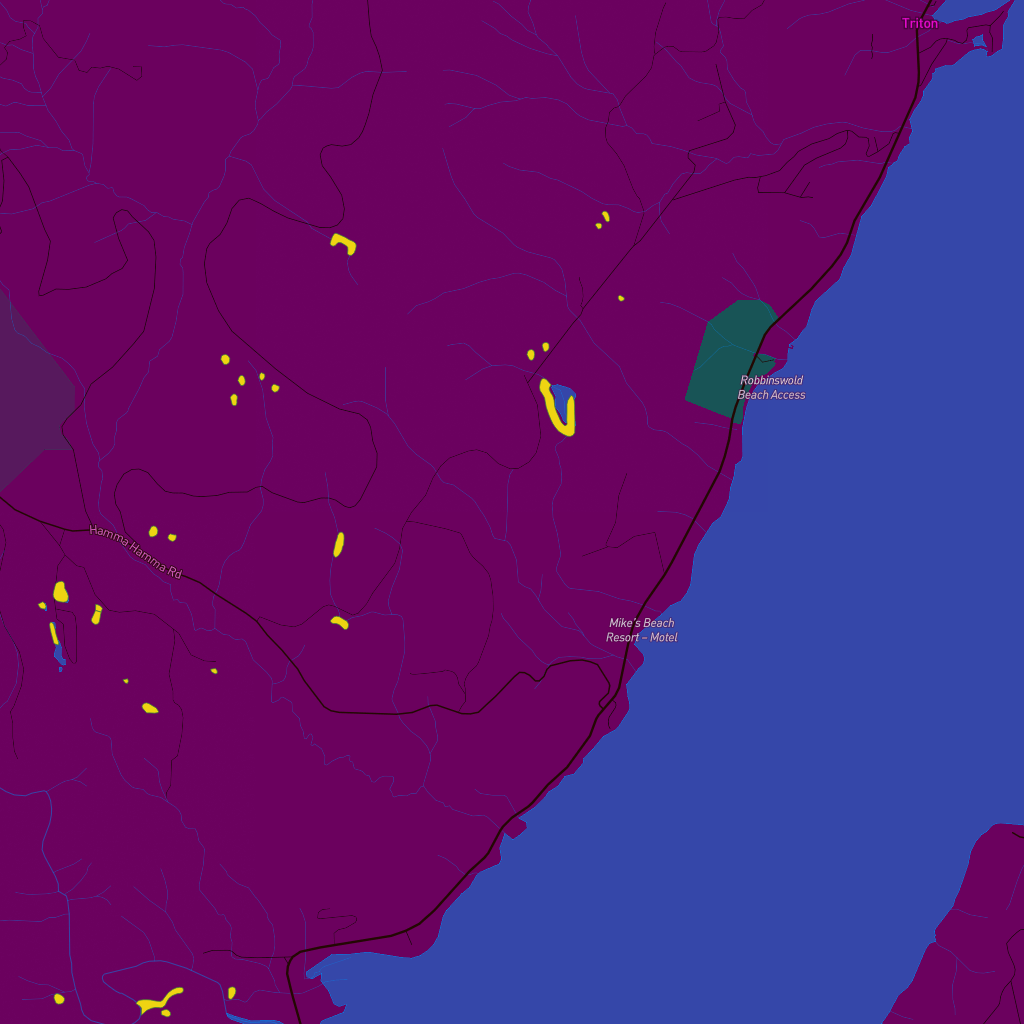 Triton
Robbinswold
Beach Access
Hamma Hamma Rd
Mike's Beach
Resort – Motel